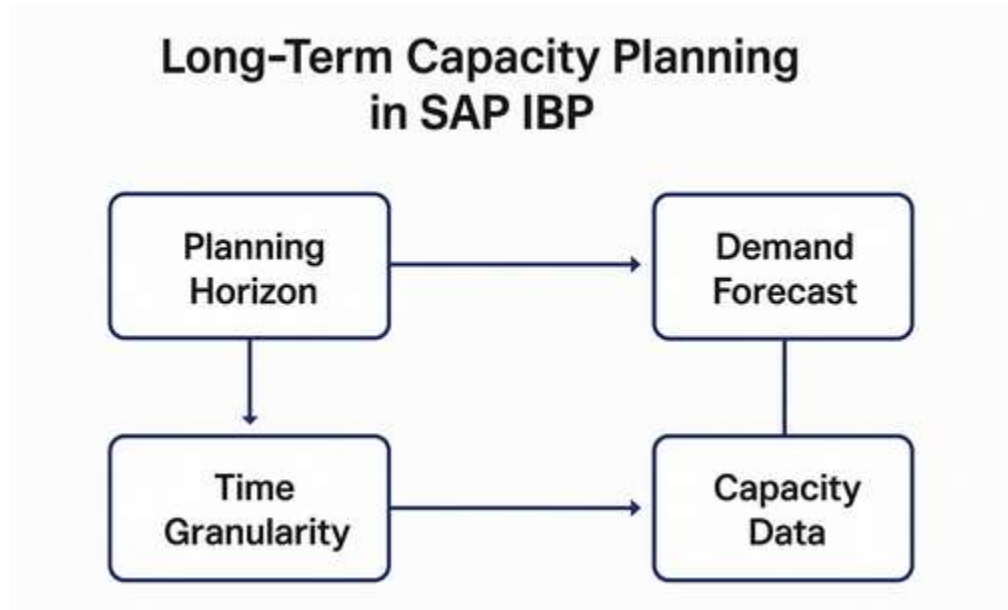 Long-Term Capacity Planning
in SAP IBP
Planning
Horizon
Demand
Forecast
Time
Granularity
Capacity
Data